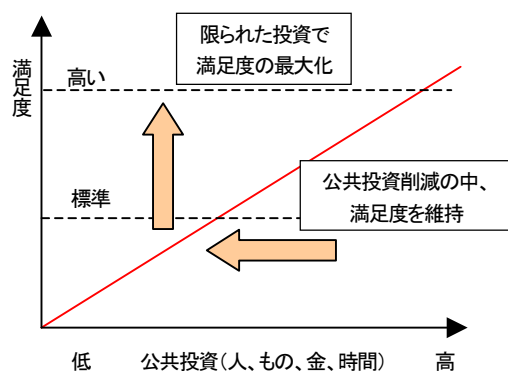 限られた投資で
満足度の最大化
満足度
高い
標準
公共投資削減の中、
満足度を維持
低
公共投資(人、もの、金、時間)
高